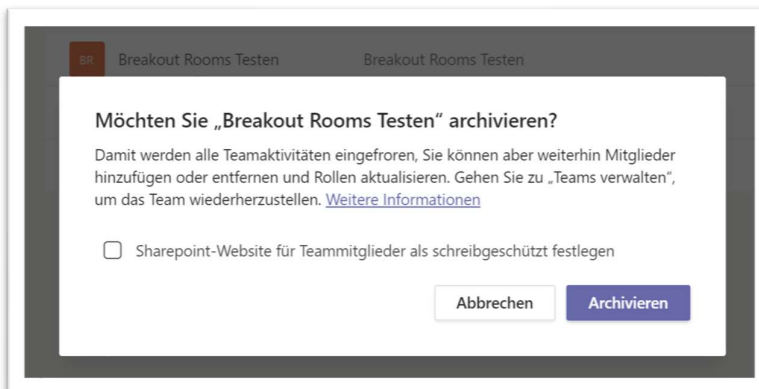 BR Breakout Rooms Testen Breakout Rooms Testen
Möchten Sie „Breakout Rooms Testen“ archivieren?
Damit werden alle Teamaktivitäten eingefroren, Sie können aber weiterhin Mitglieder
hinzufügen oder entfernen und Rollen aktualisieren. Gehen Sie zu „Teams verwalten“,
um das Team wiederherzustellen. Weitere Informationen
Sharepoint-Website für Teammitglieder als schreibgeschützt festlegen
Abbrechen Archivieren